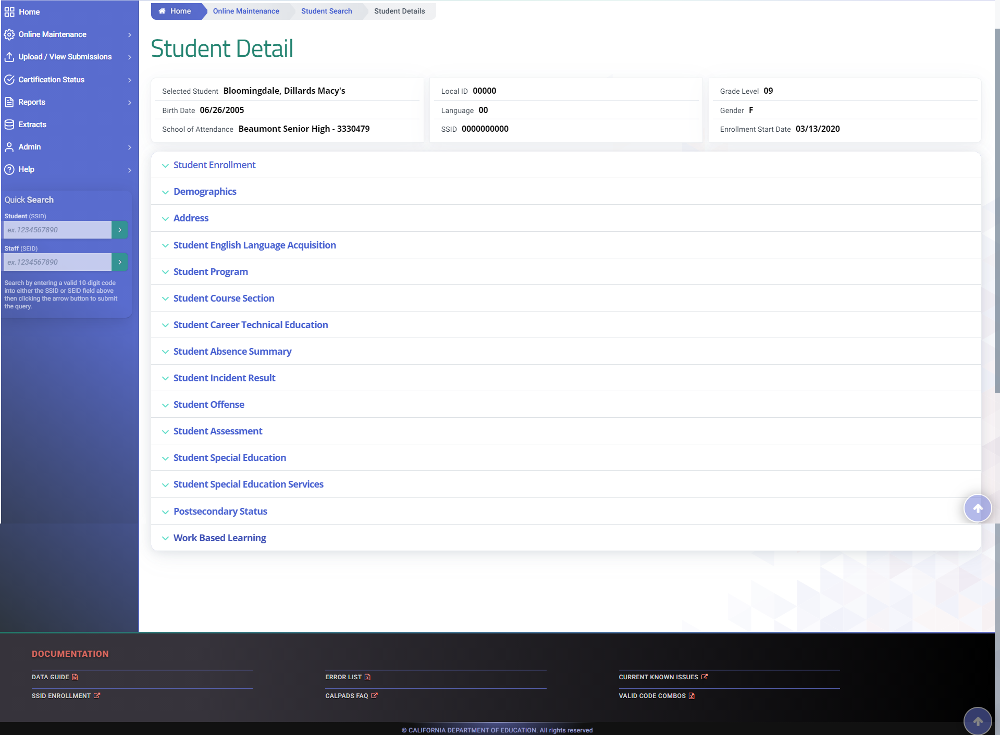 Home
Online Maintenance
Upload / View Submissions
Certification Status
Reports
Extracts
Admin
Help
Quick Search
Student (SSID)
ex.1234567890
Staff (SEID)
ex.1234567890
Search by entering a valid 10-digit code
into either the SSID or SEID field above
then clicking the arrow button to submit
the query.
Home Online Maintenance Student Search Student Details
Student Detail
Selected Student Bloomingdale, Dillards Macy's
Birth Date 06/26/2005
School of Attendance Beaumont Senior High - 3330479
Local ID 00000
Language 00
SSID 0000000000
Grade Level 09
Gender F
Enrollment Start Date 03/13/2020
Student Enrollment
Demographics
Address
Student English Language Acquisition
Student Program
Student Course Section
Student Career Technical Education
Student Absence Summary
Student Incident Result
Student Offense
Student Assessment
Student Special Education
Student Special Education Services
Postsecondary Status
Work Based Learning
DOCUMENTATION
DATA GUIDE
ERROR LIST
CURRENT KNOWN ISSUES
SSID ENROLLMENT
CALPADS FAQ
VALID CODE COMBOS
© CALIFORNIA DEPARTMENT OF EDUCATION. All rights reserved